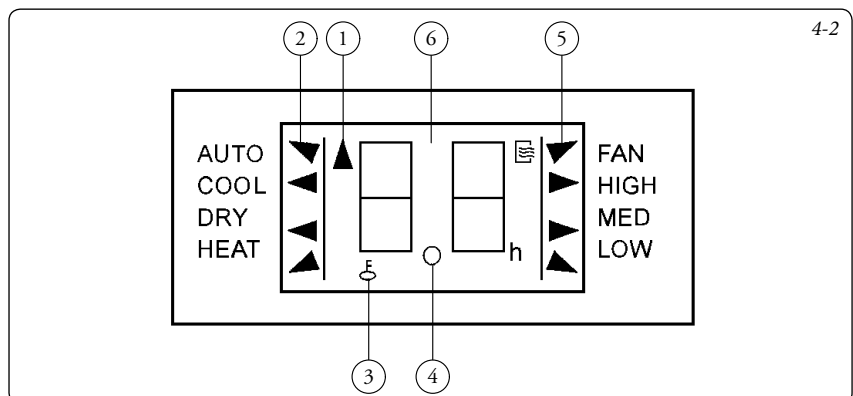 4-2
2 1 6 5
AUTO
COOL
DRY
HEAT
FAN
HIGH
MED
LOW
h
3 4